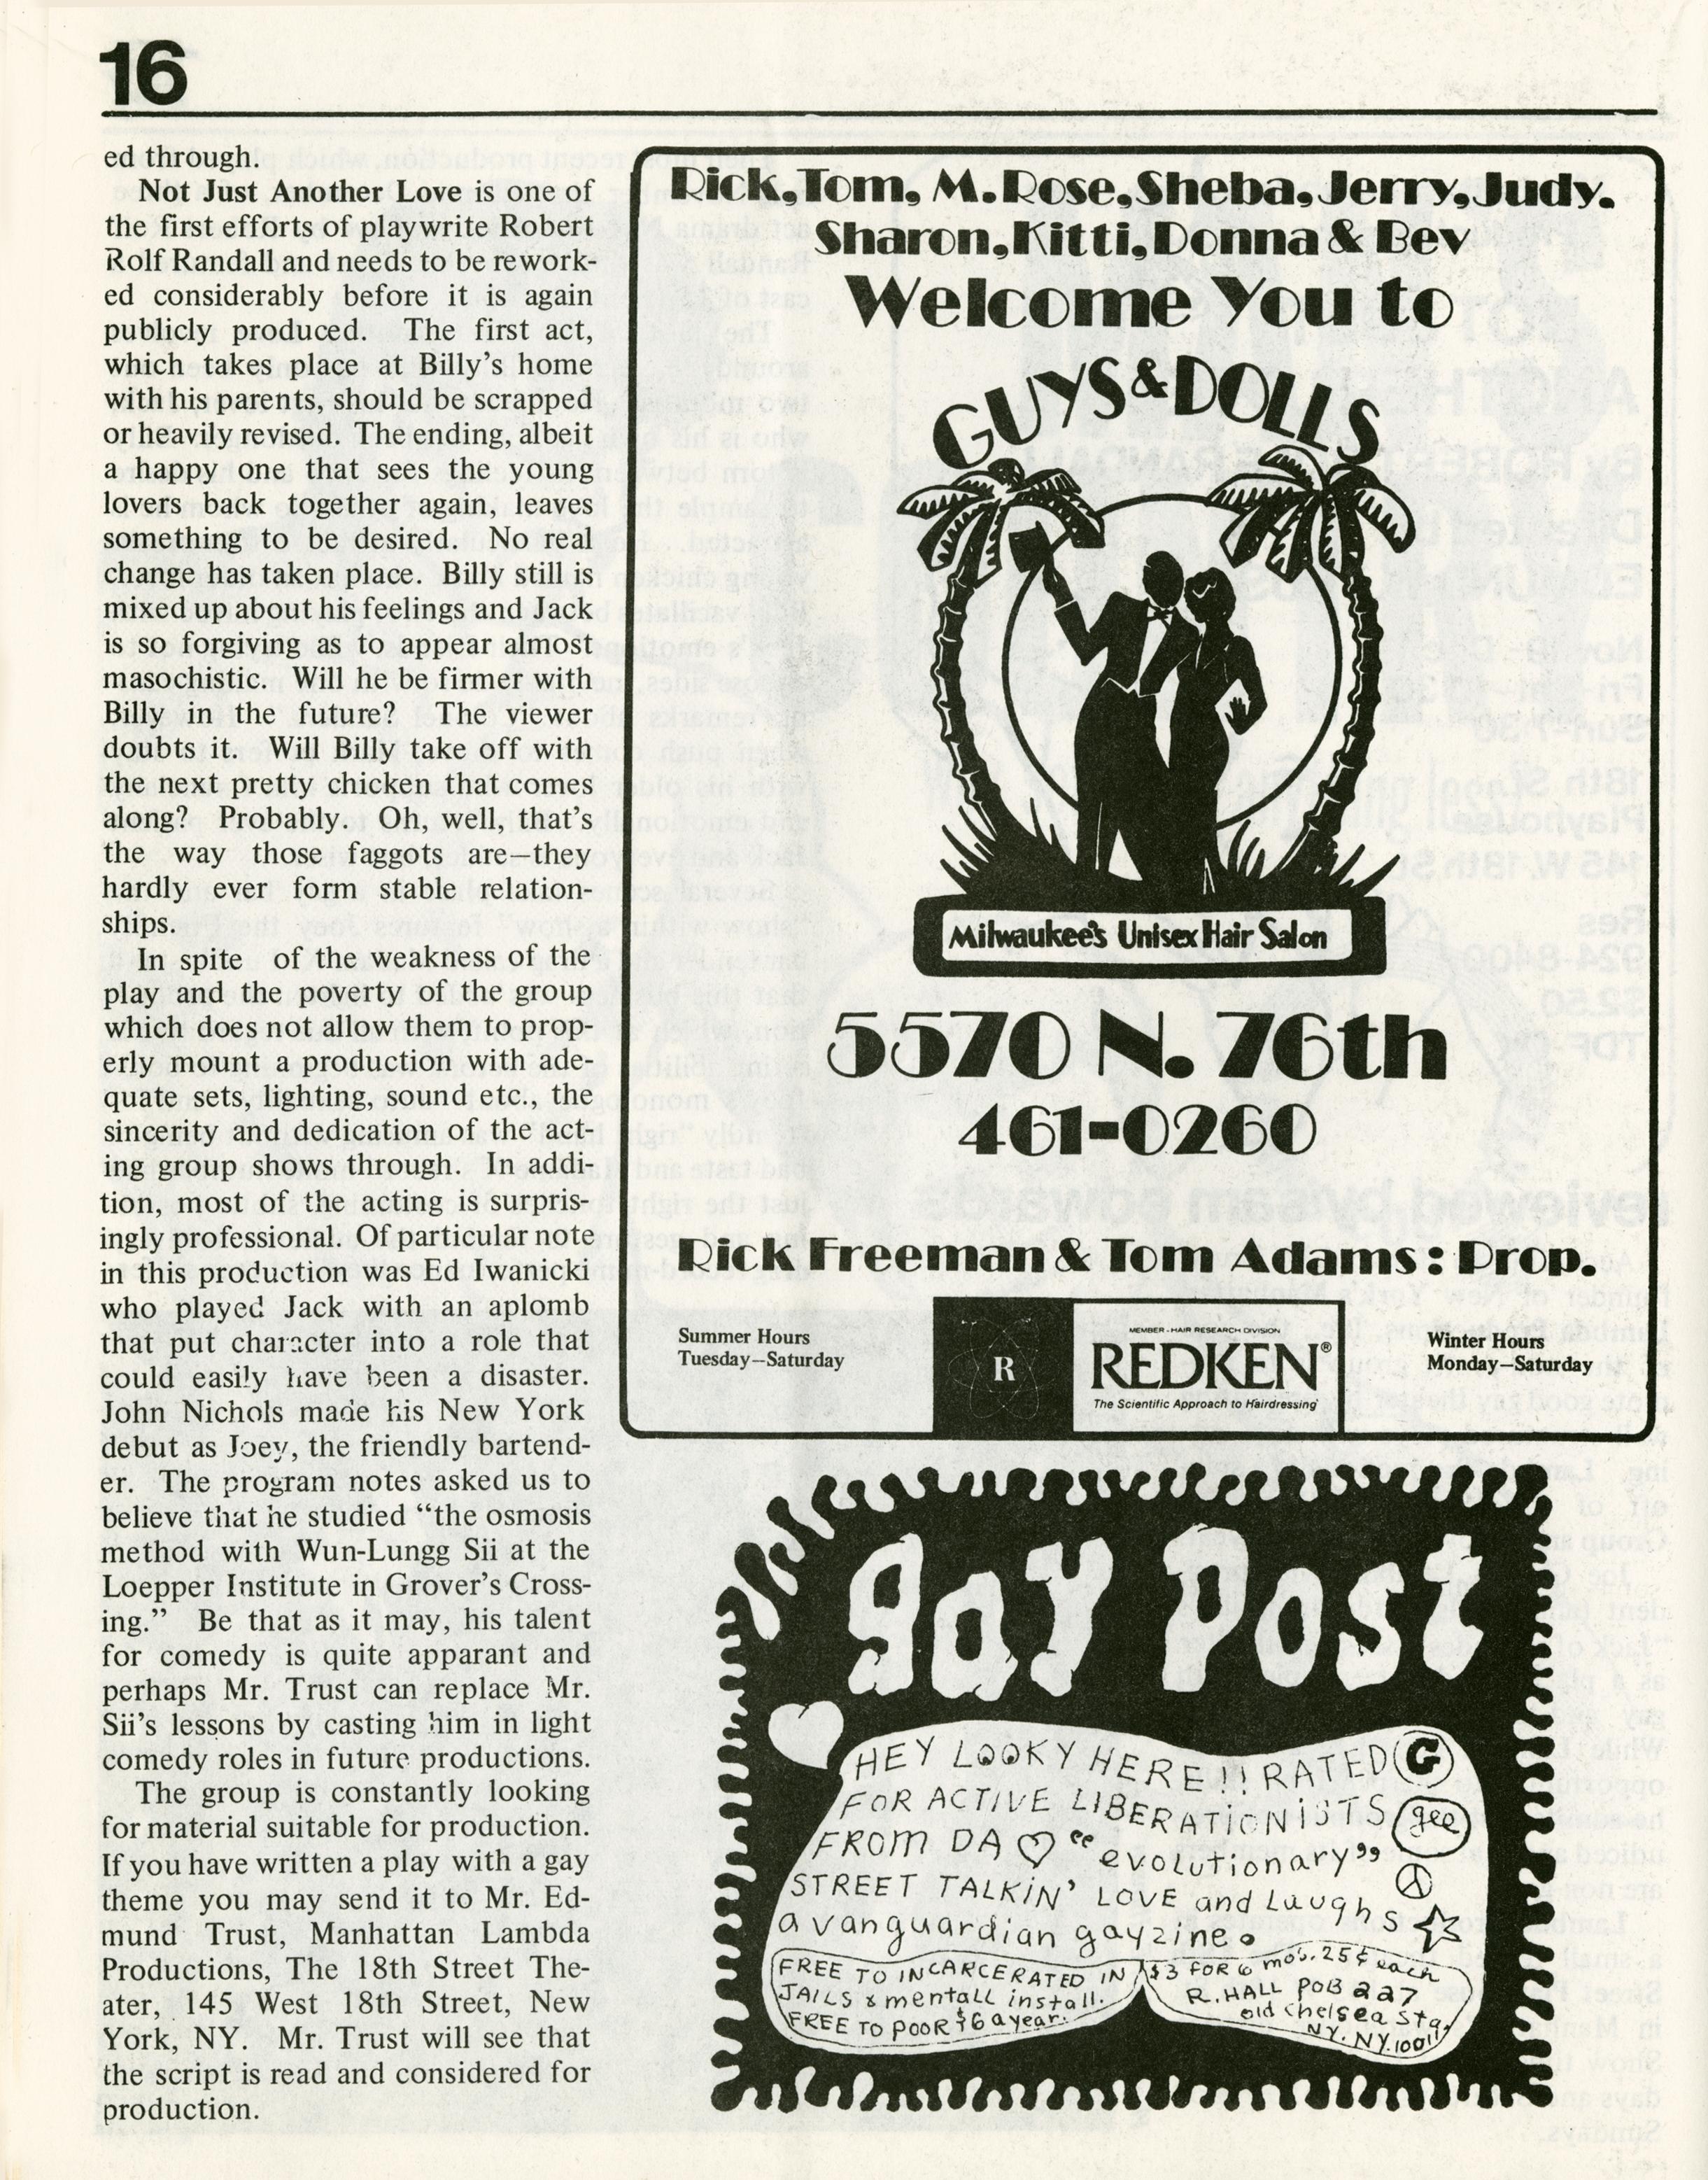 16
ed through.
Not Just Another Love is one of
the first efforts of playwrite Robert
Rolf Randall and needs to be rework-
ed considerably before it is again
publicly produced. The first act,
which takes place at Billy's home
with his parents, should be scrapped
or heavily revised. The ending, albeit
a happy one that sees the young
lovers back together again, leaves
something to be desired. No real
change has taken place. Billy still is
mixed up about his feelings and Jack
is so forgiving as to appear almost
masochistic. Will he be firmer with
Billy in the future? The viewer
doubts it. Will Billy take off with
the next pretty chicken that comes
along? Probably. Oh, well, that's
the way those faggots are—they
hardly ever form stable relation-
ships.
In spite of the weakness of the
play and the poverty of the group
which does not allow them to prop-
erly mount a production with ade-
quate sets, lighting, sound etc., the
sincerity and dedication of the act-
ing group shows through. In addi-
tion, most of the acting is surpris-
ingly professional. Of particular note
in this production was Ed Iwanicki
who played Jack with an aplomb
that put character into a role that
could easily have been a disaster.
John Nichols made his New York
debut as Joey, the friendly bartend-
er. The program notes asked us to
believe that he studied “the osmosis
method with Wun-Lungg Sii at the
Loepper Institute in Grover's Cross-
ing.” Be that as it may, his talent
for comedy is quite apparant and
perhaps Mr. Trust can replace Mr.
Sii's lessons by casting him in light
comedy roles in future productions.
The group is constantly looking
for material suitable for production.
If you have written a play with a gay
theme you may send it to Mr. Ed-
mund Trust, Manhattan Lambda
Productions, The 18th Street The-
ater, 145 West 18th Street, New
York, NY. Mr. Trust will see that
the script is read and considered for
production.
Rick, Tom, M. Rose, Sheba, Jerry, Judy.
Sharon, Kitti, Donna & Bev
Welcome You to
GUYS & DOLLS
Milwaukee's Unisex Hair Salon
5570 N. 76th
461-0260
Rick Freeman & Tom Adams : Prop.
Summer Hours
Tuesday—Saturday
R
MEMBER - HAIR RESEARCH DIVISION
REDKEN®
The Scientific Approach to Hairdressing
Winter Hours
Monday—Saturday
gay Post
HEY LOOKY HERE!! RATED G
FOR ACTIVE LIBERATIONISTS gee
FROM DA ♡ “evolutionary”
STREET TALKIN' LOVE and Laughs
a vanguardian gayzine.
FREE TO INCARCERATED IN
JAILS & mentall install.
FREE TO POOR $6 a year.
$3 FOR 6 mos. 25¢ each
R. HALL POB 227
old Chelsea Sta.
NY. NY. 10011